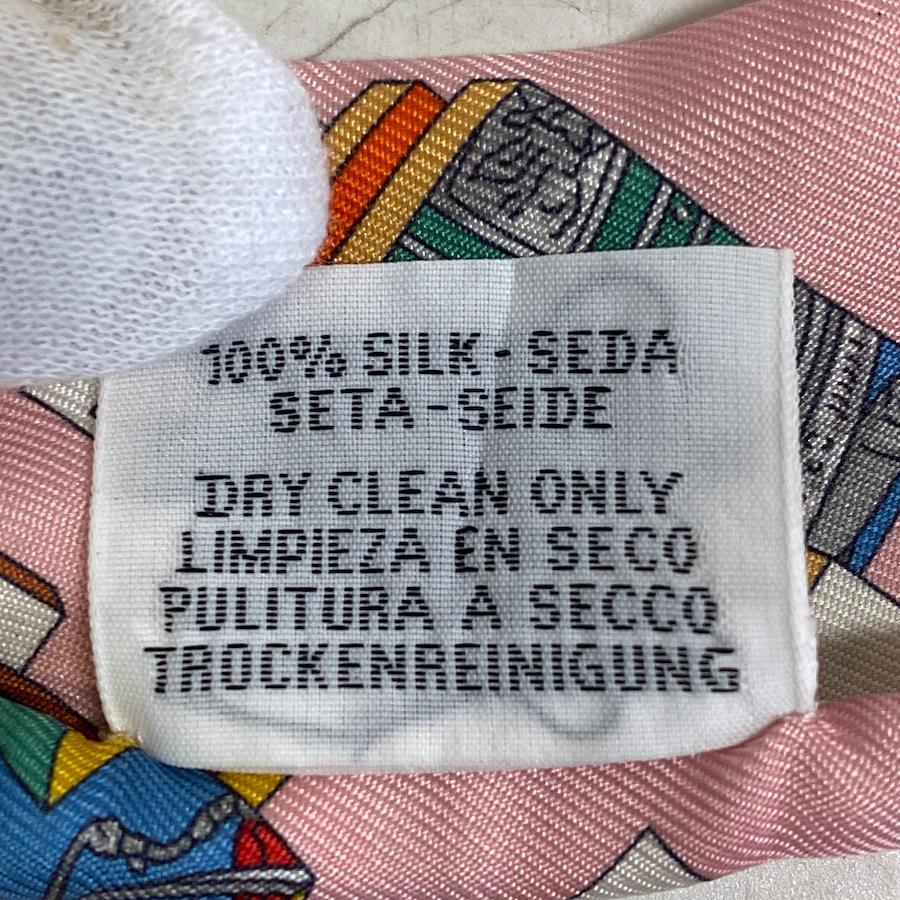 100% SILK - SEDA
SETA - SEIDE
DRY CLEAN ONLY
LIMPIEZA EN SECO
PULITURA A SECCO
TROCKENREINIGUNG